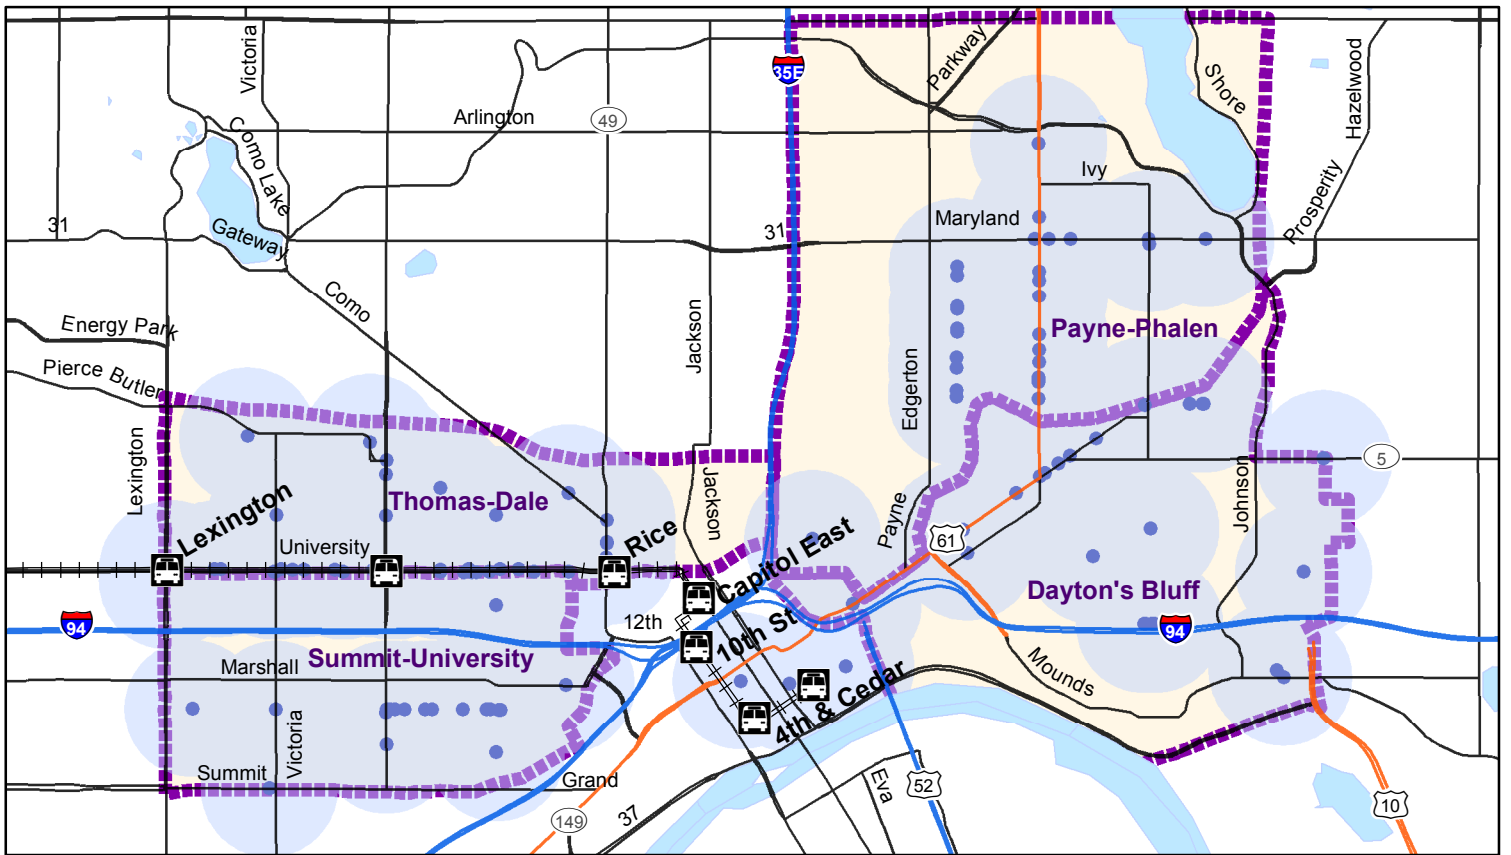 Victoria
35E
Parkway
Shore
Hazelwood
Arlington
49
Como Lake
Ivy
Maryland
Prosperity
31
Gateway
31
Como
Energy Park
Jackson
Payne-Phalen
Pierce Butler
Edgerton
Lexington
5
Jackson
Johnson
Thomas-Dale
Lexington
Payne
University
Rice
Capitol East
61
Dayton's Bluff
94
12th
10th St
94
Marshall
Summit-University
4th & Cedar
Mounds
Victoria
Summit
Grand
Eva
52
10
149
37